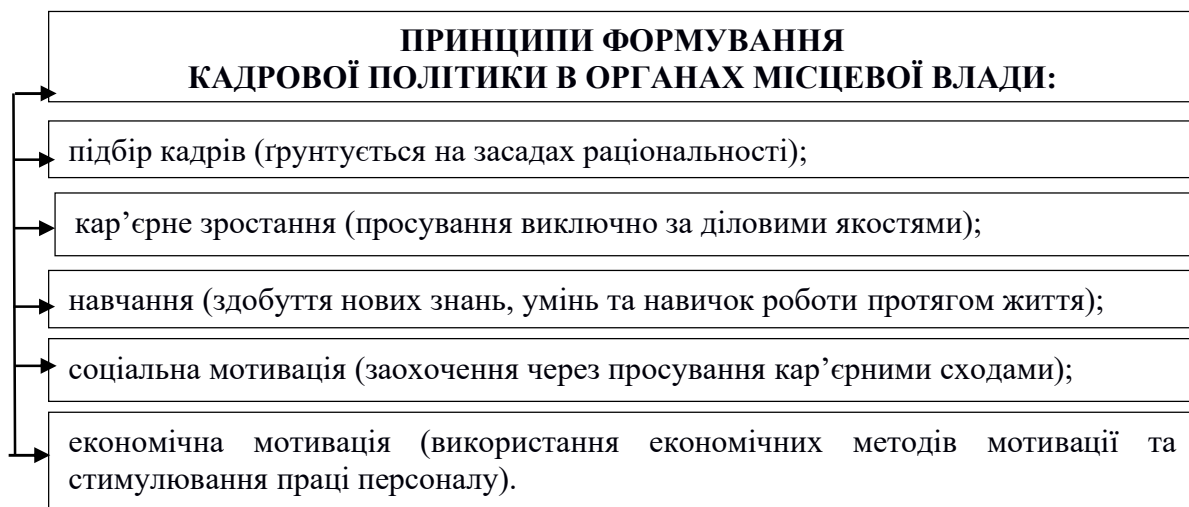 ПРИНЦИПИ ФОРМУВАННЯ
КАДРОВОЇ ПОЛІТИКИ В ОРГАНАХ МІСЦЕВОЇ ВЛАДИ:
підбір кадрів (ґрунтується на засадах раціональності);
кар’єрне зростання (просування виключно за діловими якостями);
навчання (здобуття нових знань, умінь та навичок роботи протягом життя);
соціальна мотивація (заохочення через просування кар’єрними сходами);
економічна мотивація (використання економічних методів мотивації та
стимулювання праці персоналу).